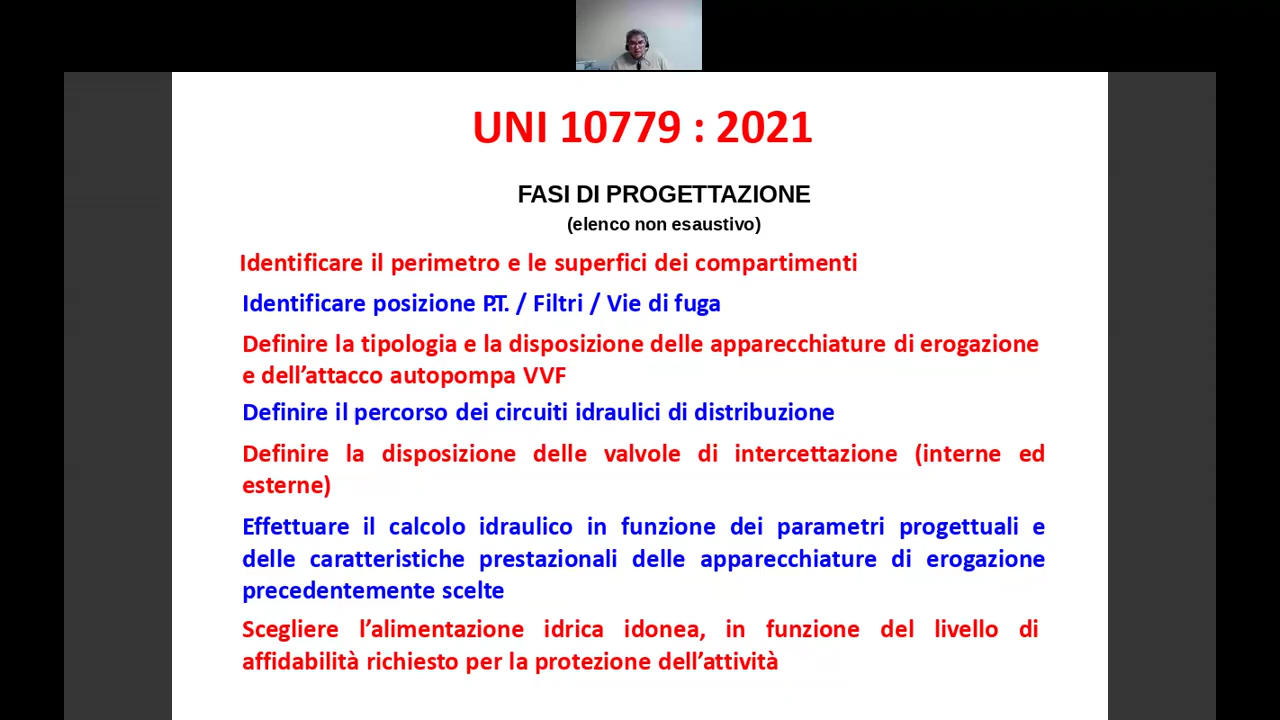 UNI 10779 : 2021
FASI DI PROGETTAZIONE
(elenco non esaustivo)
Identificare il perimetro e le superfici dei compartimenti
Identificare posizione P.T. / Filtri / Vie di fuga
Definire la tipologia e la disposizione delle apparecchiature di erogazione
e dell’attacco autopompa VVF
Definire il percorso dei circuiti idraulici di distribuzione
Definire la disposizione delle valvole di intercettazione (interne ed
esterne)
Effettuare il calcolo idraulico in funzione dei parametri progettuali e
delle caratteristiche prestazionali delle apparecchiature di erogazione
precedentemente scelte
Scegliere l’alimentazione idrica idonea, in funzione del livello di
affidabilità richiesto per la protezione dell’attività